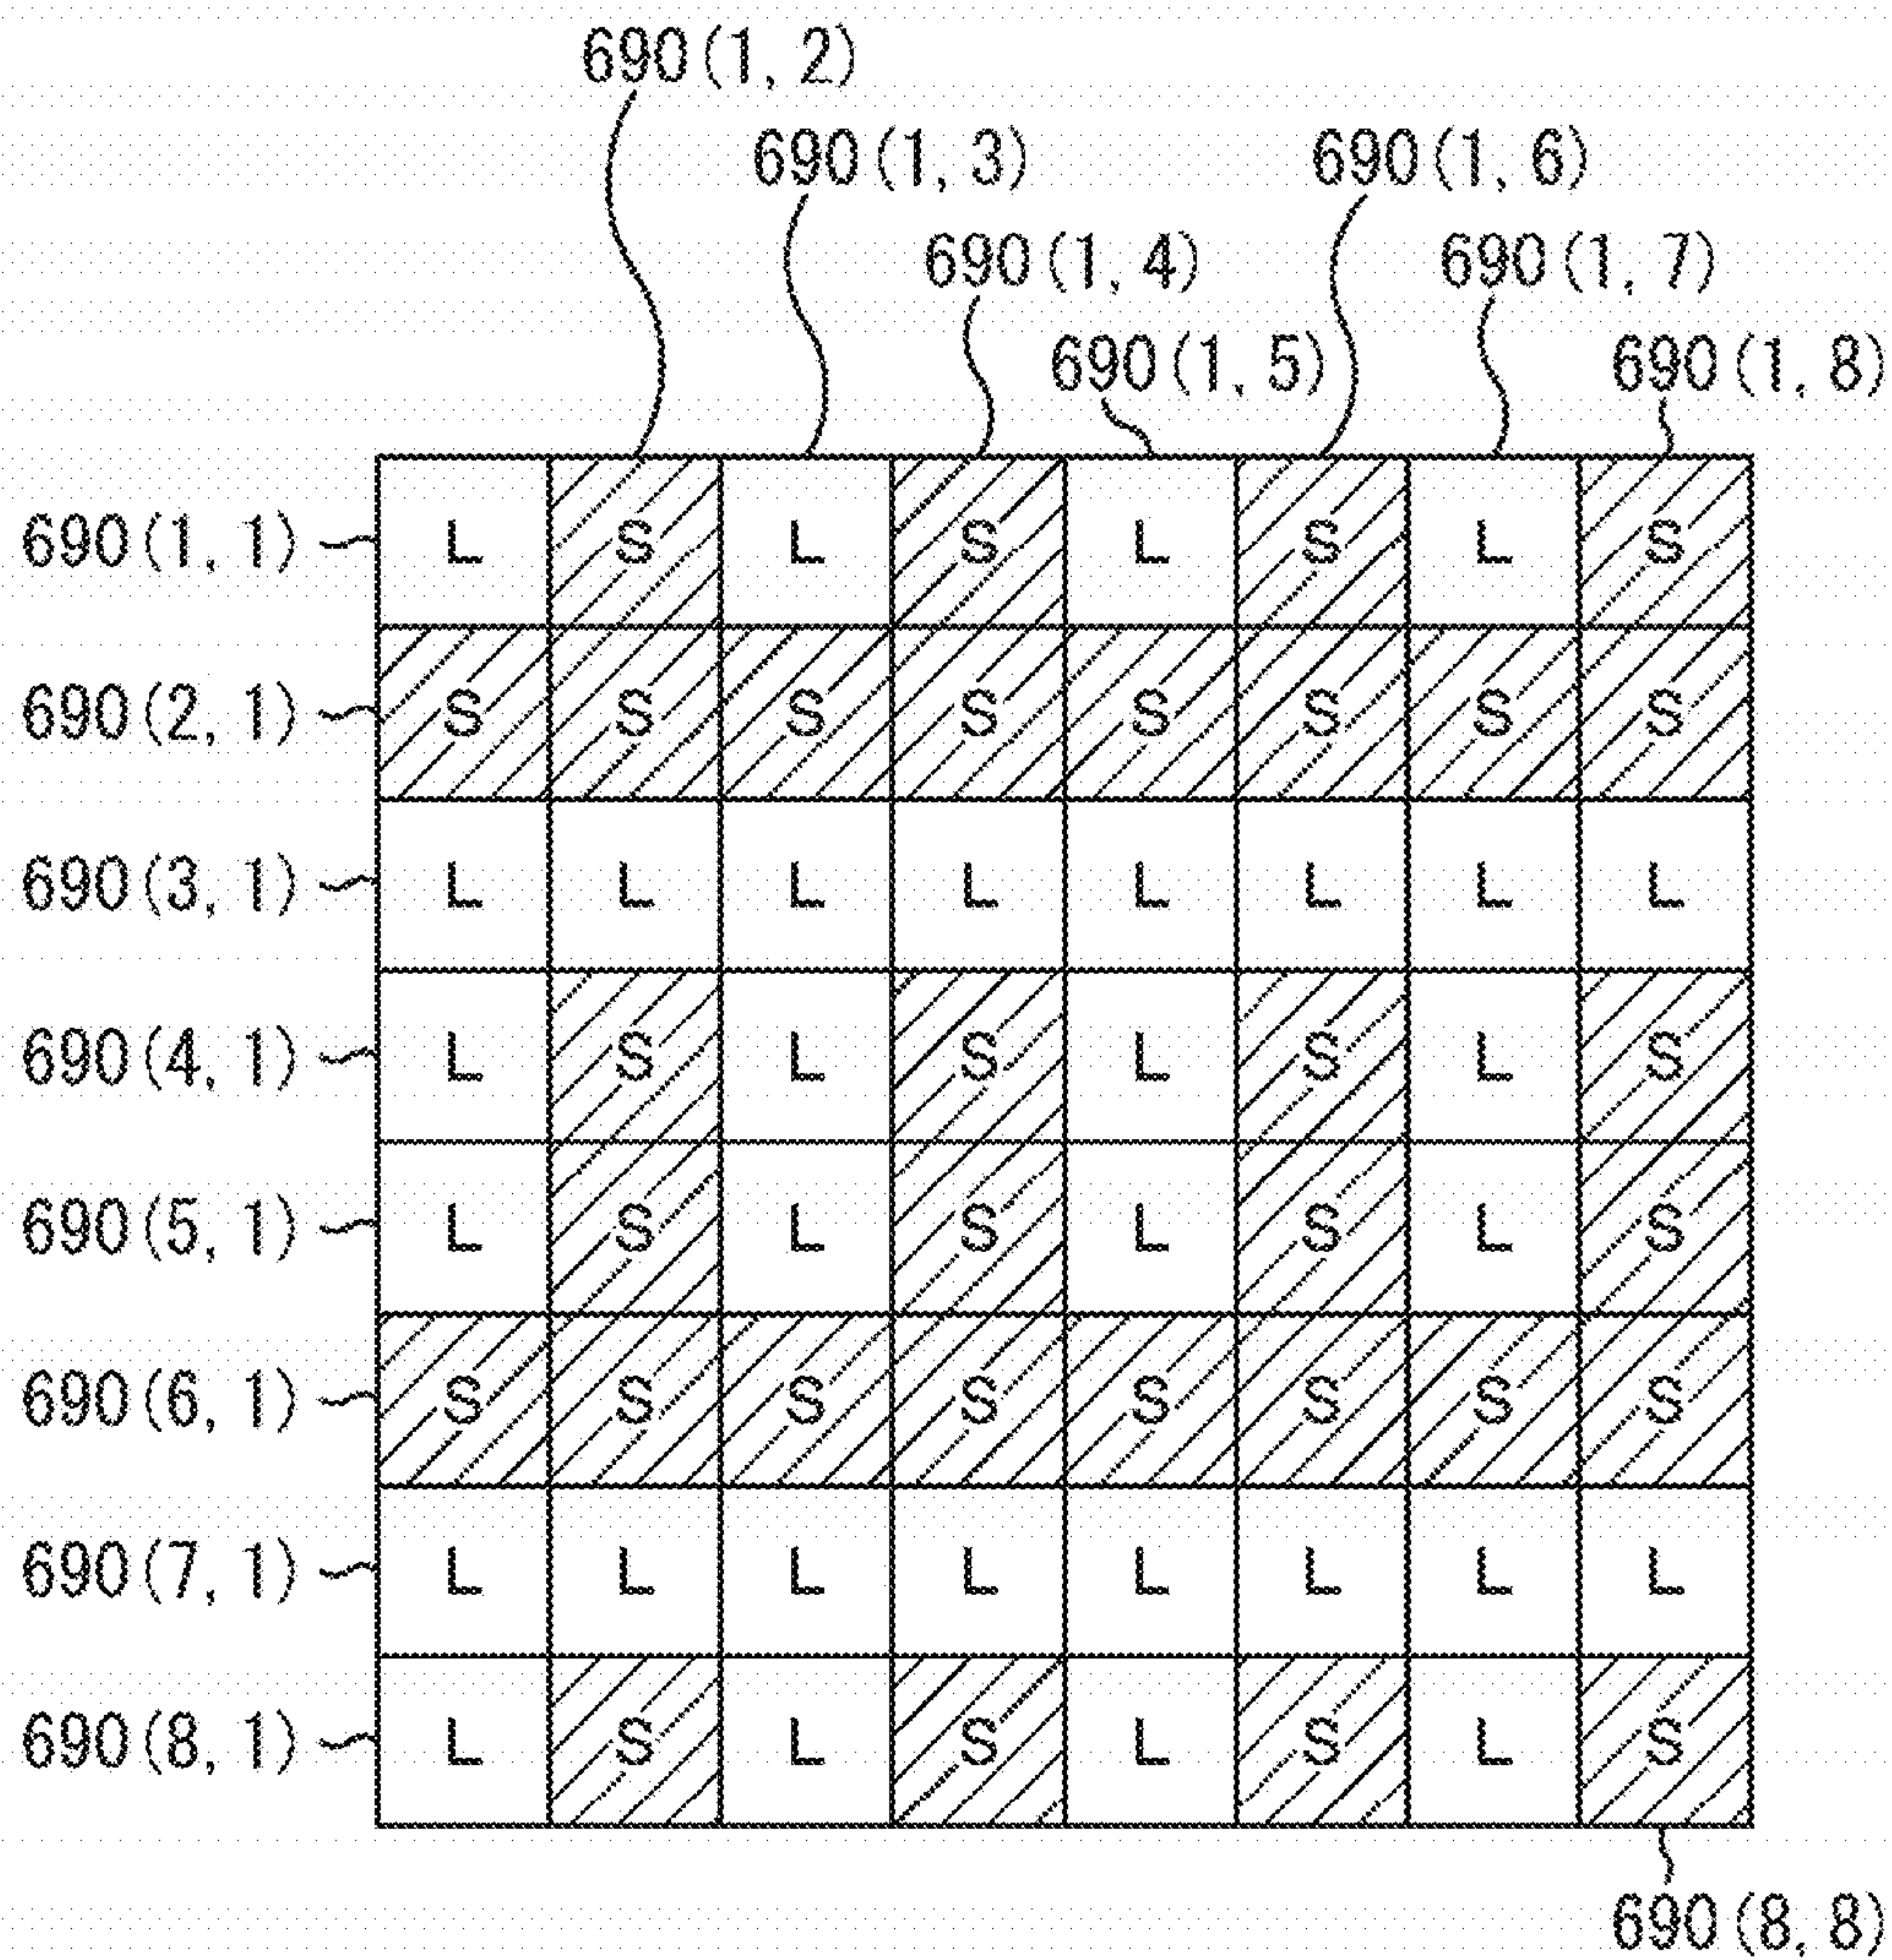 690(1, 2)
690(1, 3)
690(1, 6)
690(1, 4)
690(1, 7)
690(1, 5)
690(1, 8)
690(1, 1) L S L S L S L S
690(2, 1) S S S S S S S S
690(3, 1) L L L L L L L L
690(4, 1) L S L S L S L S
690(5, 1) L S L S L S L S
690(6, 1) S S S S S S S S
690(7, 1) L L L L L L L L
690(8, 1) L S L S L S L S
690(8, 8)